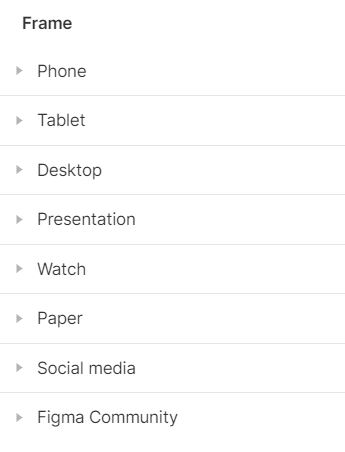 Frame
Phone
Tablet
Desktop
Presentation
Watch
Paper
Social media
Figma Community